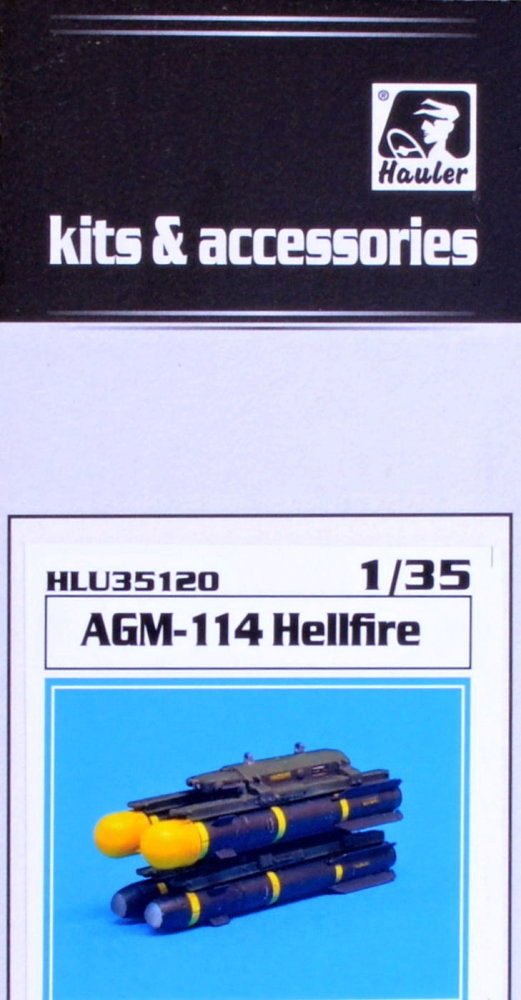 ®
Hauler
kits & accessories
HLU35120
1/35
AGM-114 Hellfire